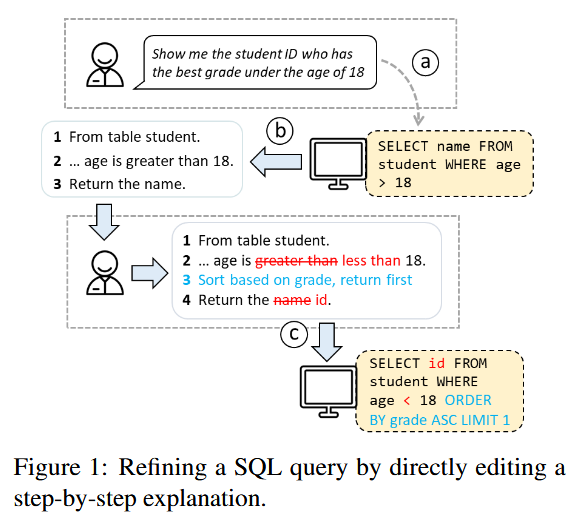 Show me the student ID who has
the best grade under the age of 18
a
b
1 From table student.
2 ... age is greater than 18.
3 Return the name.
SELECT name FROM
student WHERE age
> 18
1 From table student.
2 ... age is greater than less than 18.
3 Sort based on grade, return first
4 Return the name id.
c
SELECT id FROM
student WHERE
age < 18 ORDER
BY grade ASC LIMIT 1
Figure 1: Refining a SQL query by directly editing a
step-by-step explanation.